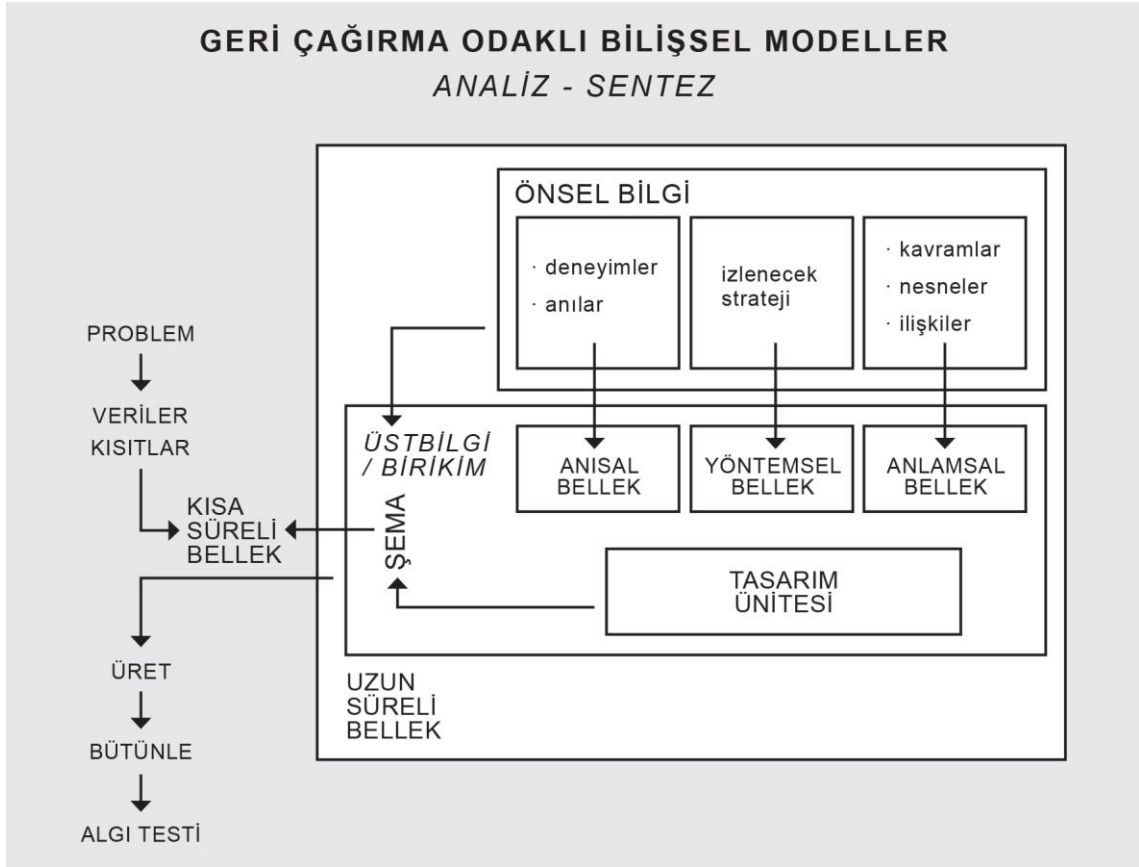 GERİ ÇAĞIRMA ODAKLI BİLİŞSEL MODELLER
ANALİZ - SENTEZ
ÖNSEL BİLGİ
· deneyimler
· anılar
izlenecek
strateji
· kavramlar
· nesneler
· ilişkiler
PROBLEM
VERİLER
KISITLAR
KISA
SÜRELİ
BELLEK
ÜSTBİLGİ
/ BİRİKİM
ŞEMA
ANISAL
BELLEK
YÖNTEMSEL
BELLEK
ANLAMSAL
BELLEK
TASARIM
ÜNİTESİ
UZUN
SÜRELİ
BELLEK
ÜRET
BÜTÜNLE
ALGI TESTİ